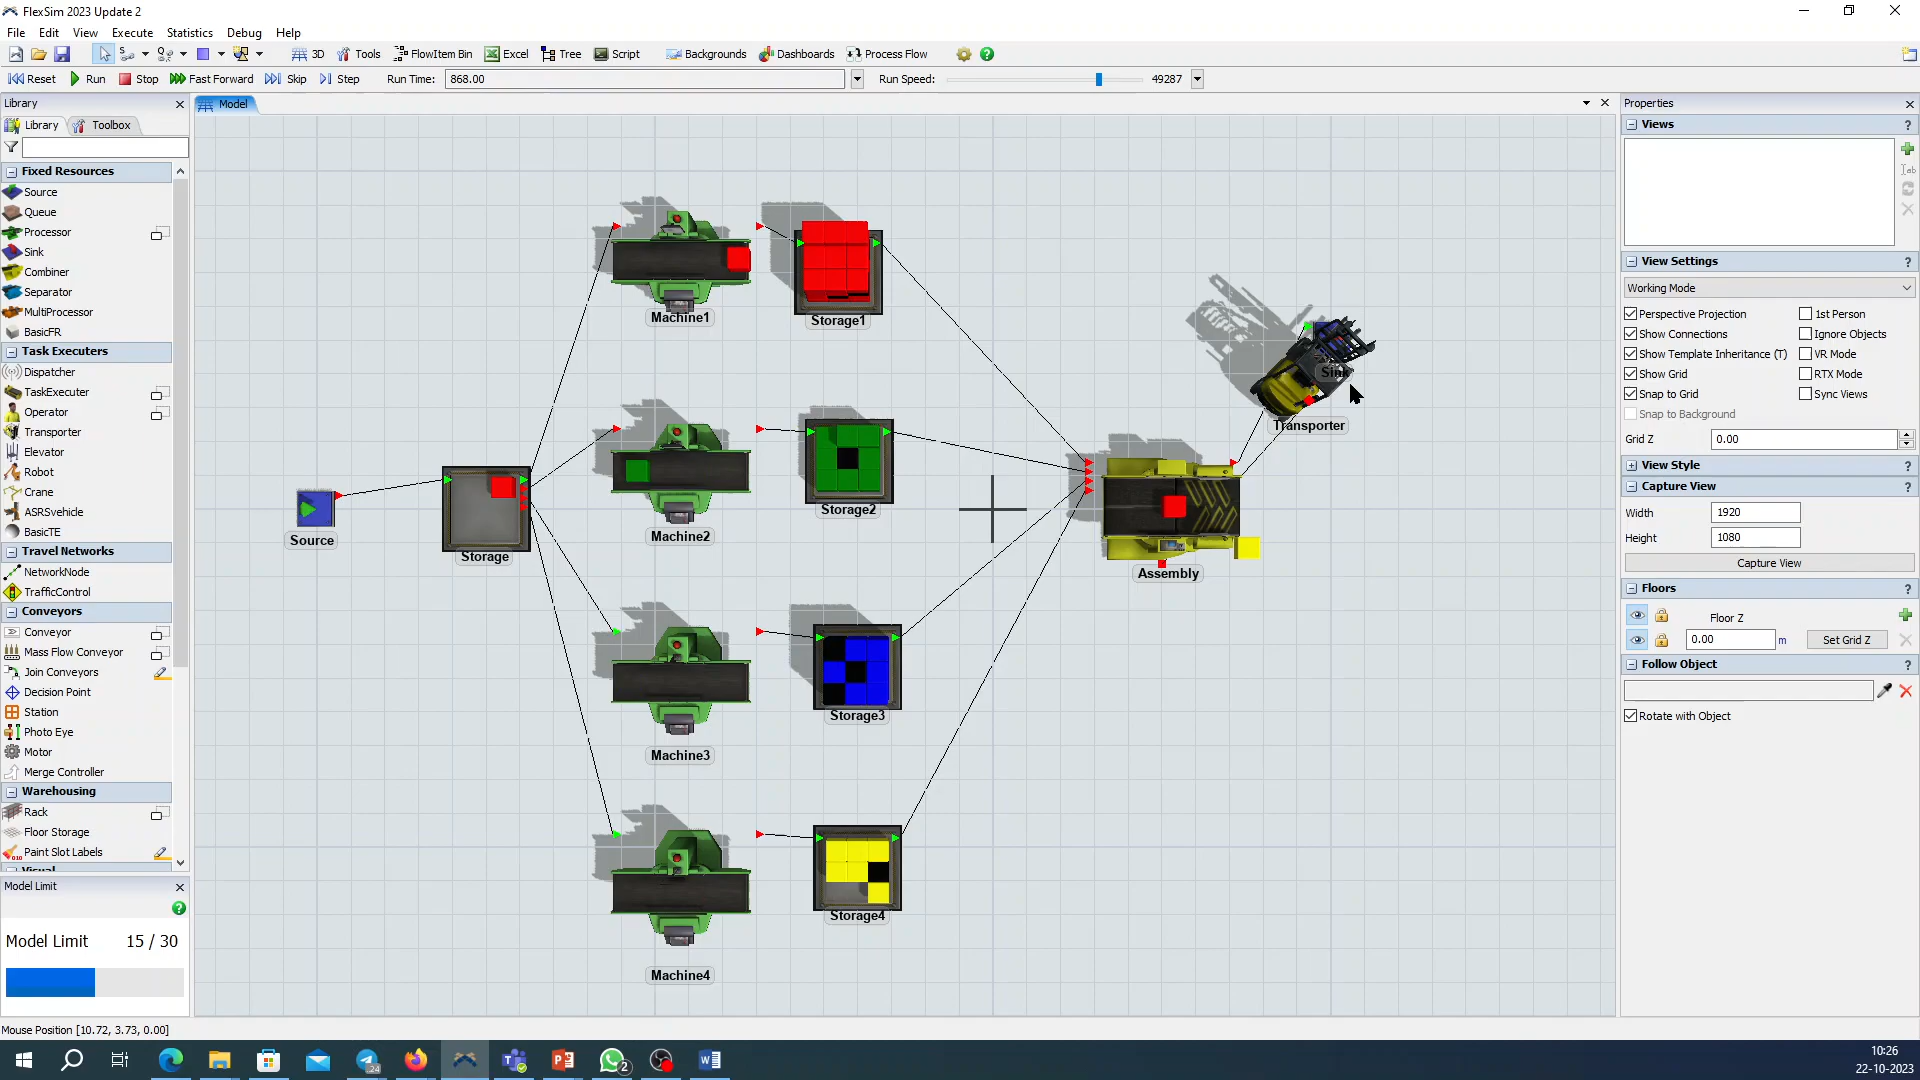 FlexSim 2023 Update 2
File Edit View Execute Statistics Debug Help
3D Tools FlowItem Bin Excel Tree Script Backgrounds Dashboards Process Flow
Reset Run Stop Fast Forward Skip Step Run Time: 868.00 Run Speed: 49287
Library
Library Toolbox
Fixed Resources
Source
Queue
Processor
Sink
Combiner
Separator
MultiProcessor
BasicFR
Task Executers
Dispatcher
TaskExecuter
Operator
Transporter
Elevator
Robot
Crane
ASRSvehicle
BasicTE
Travel Networks
NetworkNode
TrafficControl
Conveyors
Conveyor
Mass Flow Conveyor
Join Conveyors
Decision Point
Station
Photo Eye
Motor
Merge Controller
Warehousing
Rack
Floor Storage
Paint Slot Labels
Visual
Model Limit
Model Limit 15 / 30
Mouse Position [10.72, 3.73, 0.00]
Model
Machine1
Storage1
Machine2
Storage2
Source
Storage
Machine3
Storage3
Machine4
Storage4
Sink
Transporter
Assembly
Properties
Views
View Settings
Working Mode
Perspective Projection 1st Person
Show Connections Ignore Objects
Show Template Inheritance (T) VR Mode
Show Grid RTX Mode
Snap to Grid Sync Views
Snap to Background
Grid Z 0.00
View Style
Capture View
Width 1920
Height 1080
Capture View
Floors
Floor Z
0.00 m Set Grid Z
Follow Object
Rotate with Object
24
2
10:26
22-10-2023